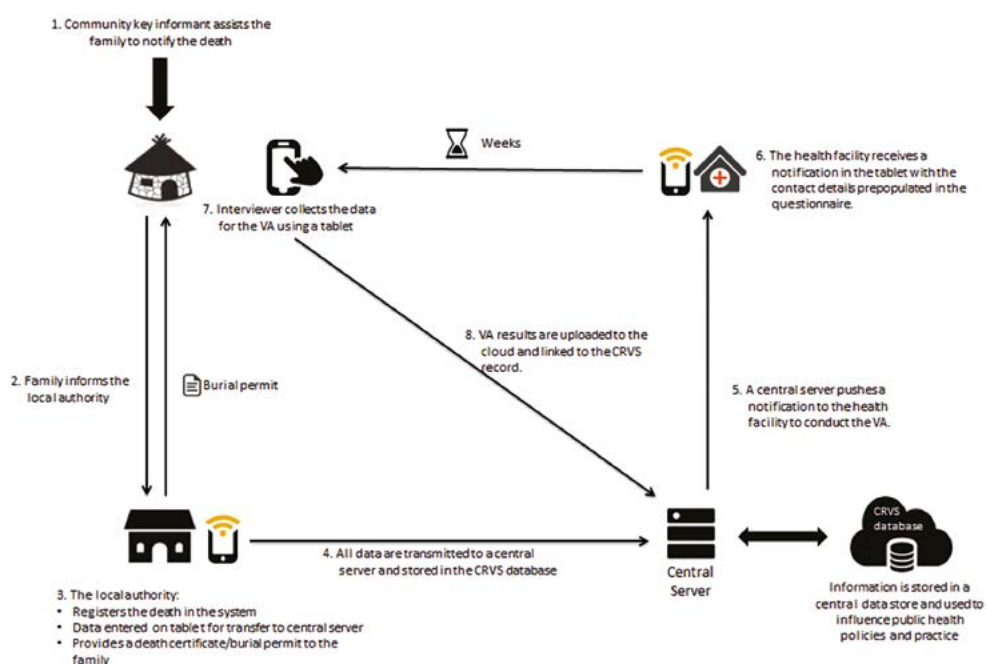 1. Community key informant assists the
family to notify the death
Weeks
6. The health facility receives a
notification in the tablet with the
contact details prepopulated in the
questionnaire.
7. Interviewer collects the data
for the VA using a tablet
8. VA results are uploaded to the
cloud and linked to the CRVS
record.
2. Family informs the
local authority
Burial permit
5. A central server pushes a
notification to the health
facility to conduct the VA.
4. All data are transmitted to a central
server and stored in the CRVS database
Central
Server
CRVS
database
3. The local authority:
• Registers the death in the system
• Data entered on tablet for transfer to central server
• Provides a death certificate/burial permit to the
family
Information is stored in a
central data store and used to
influence public health
policies and practice